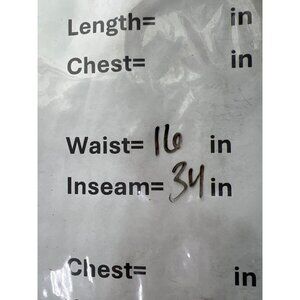 Length= in
Chest= in
Waist= 16 in
Inseam= 34 in
Chest= in